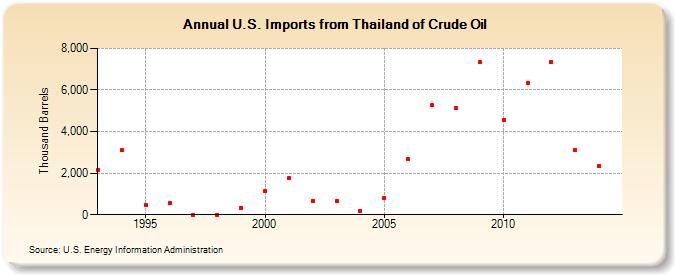 Annual U.S. Imports from Thailand of Crude Oil
Thousand Barrels
8,000
6,000
4,000
2,000
0
1995 2000 2005 2010
Source: U.S. Energy Information Administration